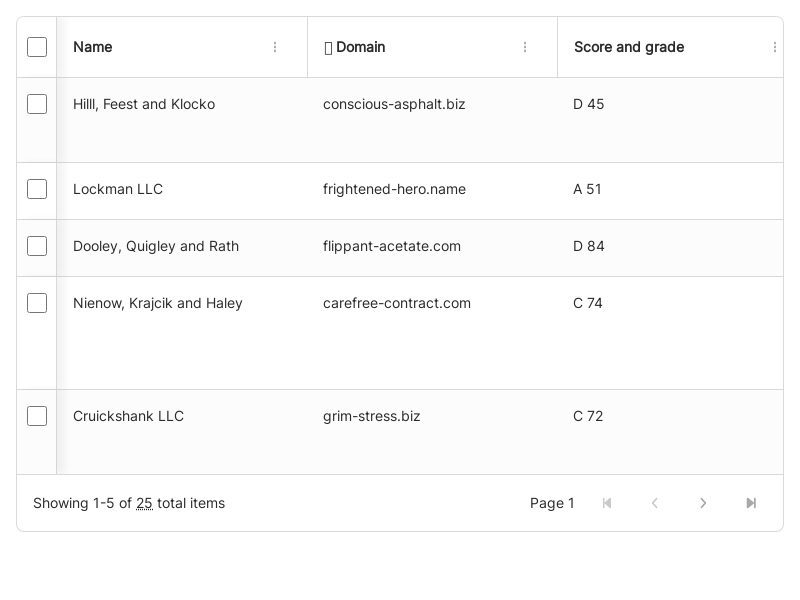 Name
Domain
Score and grade
Hilll, Feest and Klocko
conscious-asphalt.biz
D 45
Lockman LLC
frightened-hero.name
A 51
Dooley, Quigley and Rath
flippant-acetate.com
D 84
Nienow, Krajcik and Haley
carefree-contract.com
C 74
Cruickshank LLC
grim-stress.biz
C 72
Showing 1-5 of 25 total items
Page 1